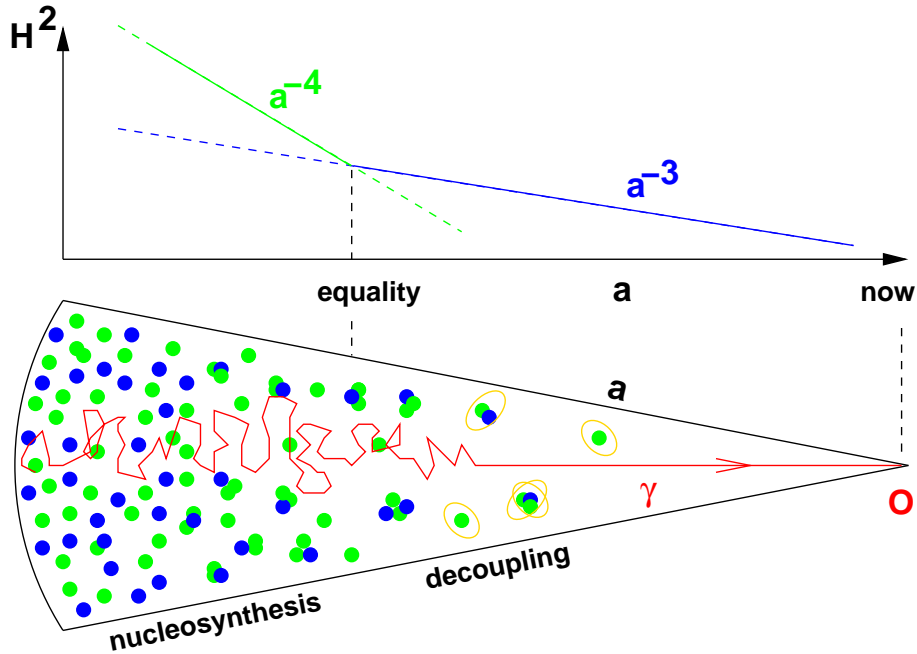 H²
a⁻⁴
a⁻³
equality
a
now
a
γ
O
decoupling
nucleosynthesis